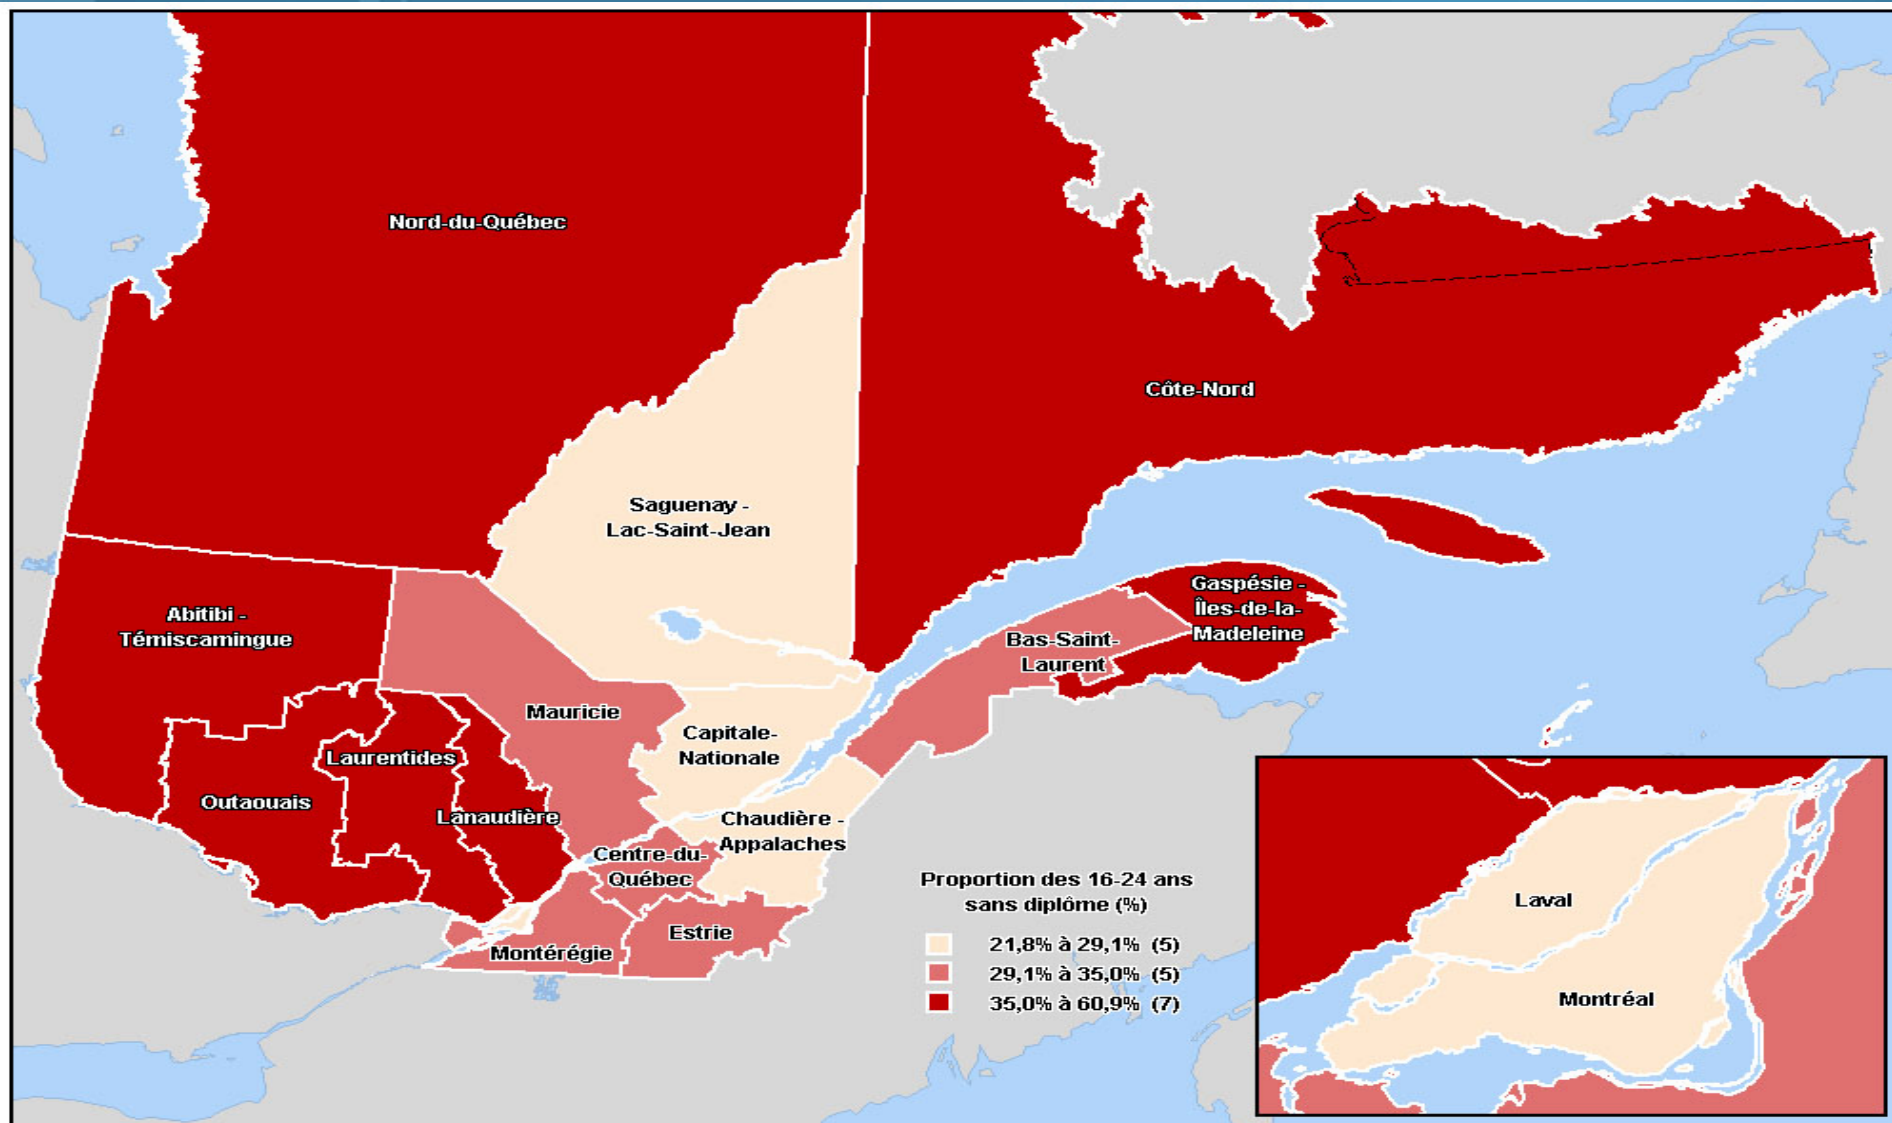 Nord-du-Québec
Côte-Nord
Saguenay -
Lac-Saint-Jean
Gaspésie -
Îles-de-la-
Madeleine
Abitibi -
Témiscamingue
Bas-Saint-
Laurent
Mauricie
Capitale-
Nationale
Laurentides
Outaouais
Lanaudière
Chaudière -
Appalaches
Centre-du-
Québec
Estrie
Montérégie
Proportion des 16-24 ans
sans diplôme (%)
21,8% à 29,1% (5)
29,1% à 35,0% (5)
35,0% à 60,9% (7)
Laval
Montréal